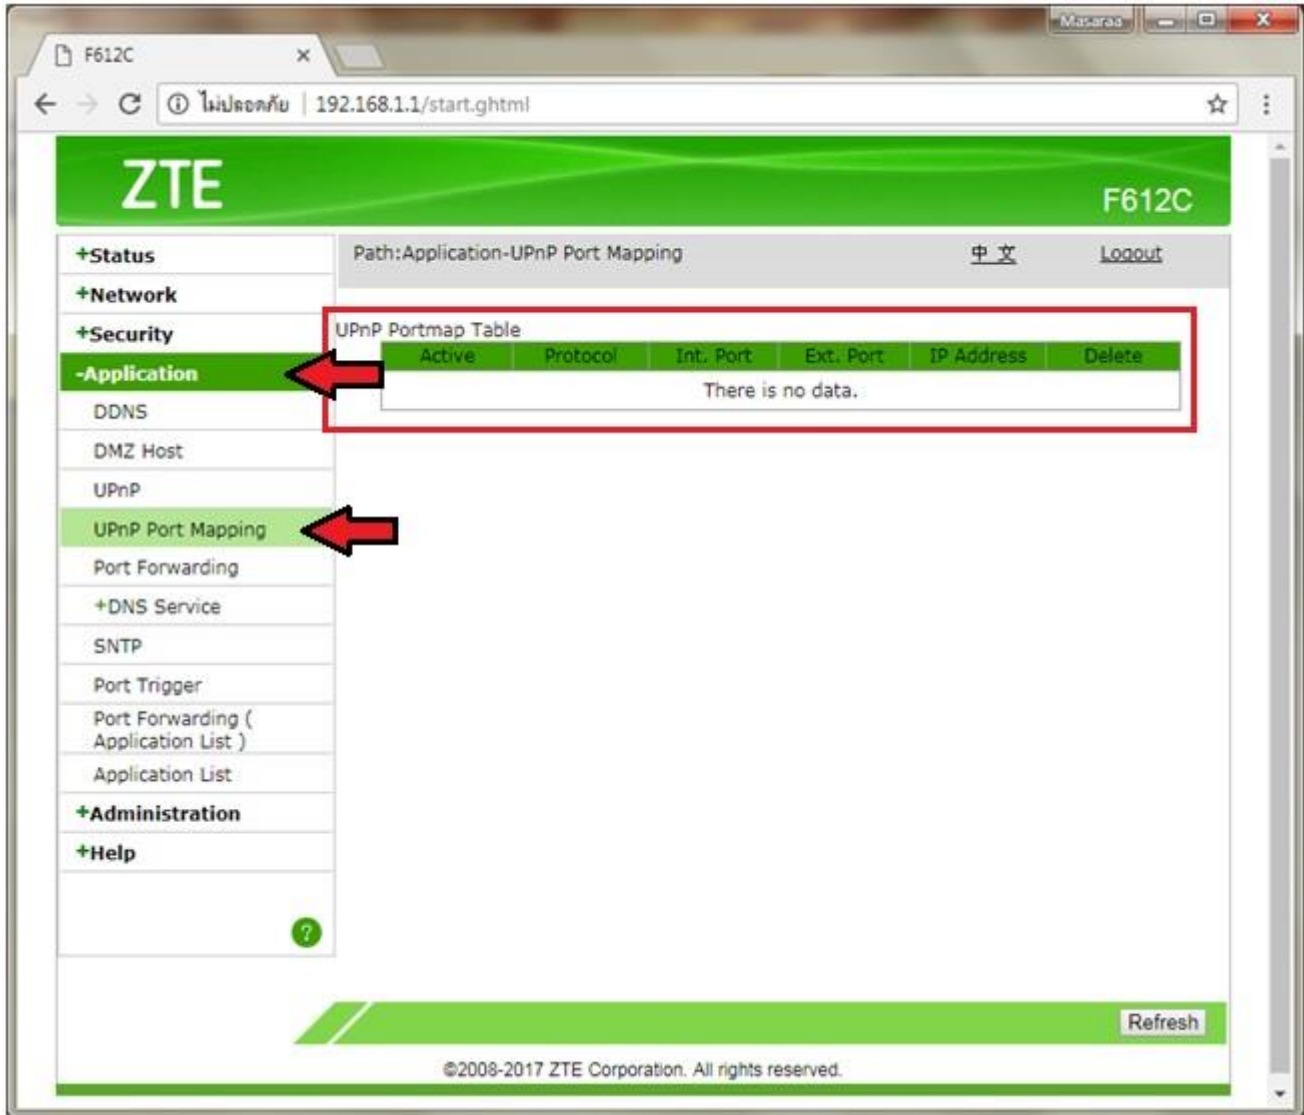 Masaraa
F612C
ไม่ปลอดภัย 192.168.1.1/start.ghtml
ZTE
F612C
Path:Application-UPnP Port Mapping 中文 Logout
+Status
+Network
+Security
-Application
DDNS
DMZ Host
UPnP
UPnP Port Mapping
Port Forwarding
+DNS Service
SNTP
Port Trigger
Port Forwarding (
Application List )
Application List
+Administration
+Help
?
UPnP Portmap Table
Active Protocol Int. Port Ext. Port IP Address Delete
There is no data.
Refresh
©2008-2017 ZTE Corporation. All rights reserved.